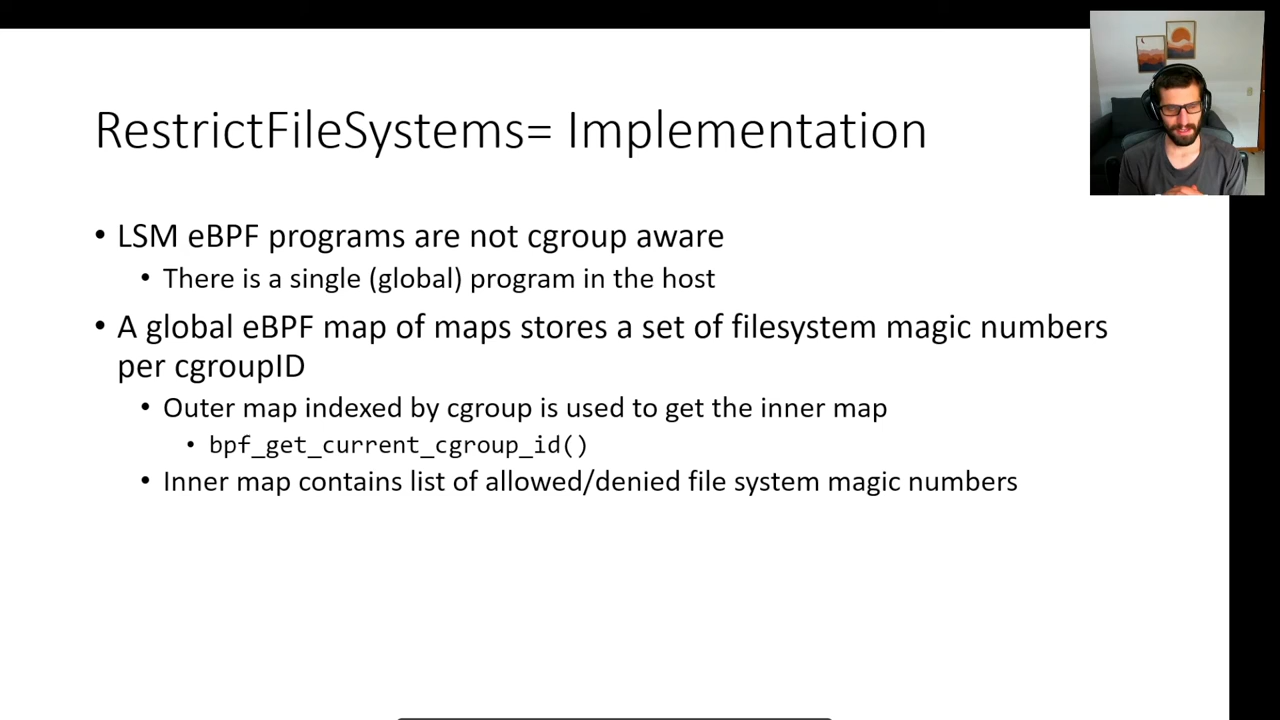 RestrictFileSystems= Implementation
• LSM eBPF programs are not cgroup aware
• There is a single (global) program in the host
• A global eBPF map of maps stores a set of filesystem magic numbers
per cgroupID
• Outer map indexed by cgroup is used to get the inner map
• bpf_get_current_cgroup_id()
• Inner map contains list of allowed/denied file system magic numbers